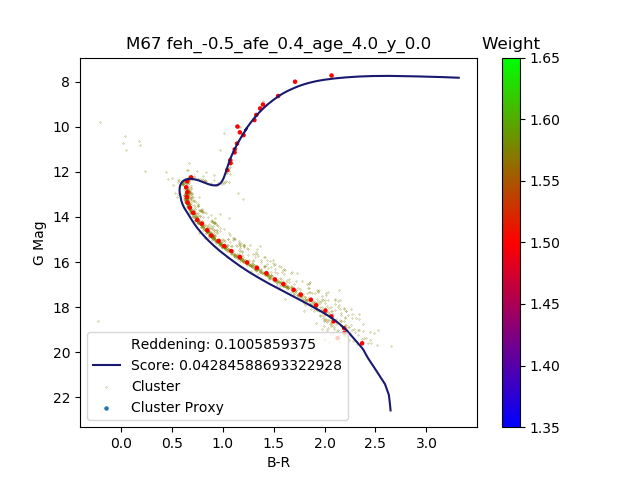 M67 feh_-0.5_afe_0.4_age_4.0_y_0.0
Weight
8
10
12
14
16
18
20
22
G Mag
0.0 0.5 1.0 1.5 2.0 2.5 3.0
B-R
Reddening: 0.1005859375
Score: 0.04284588693322928
Cluster
Cluster Proxy
1.65
1.60
1.55
1.50
1.45
1.40
1.35